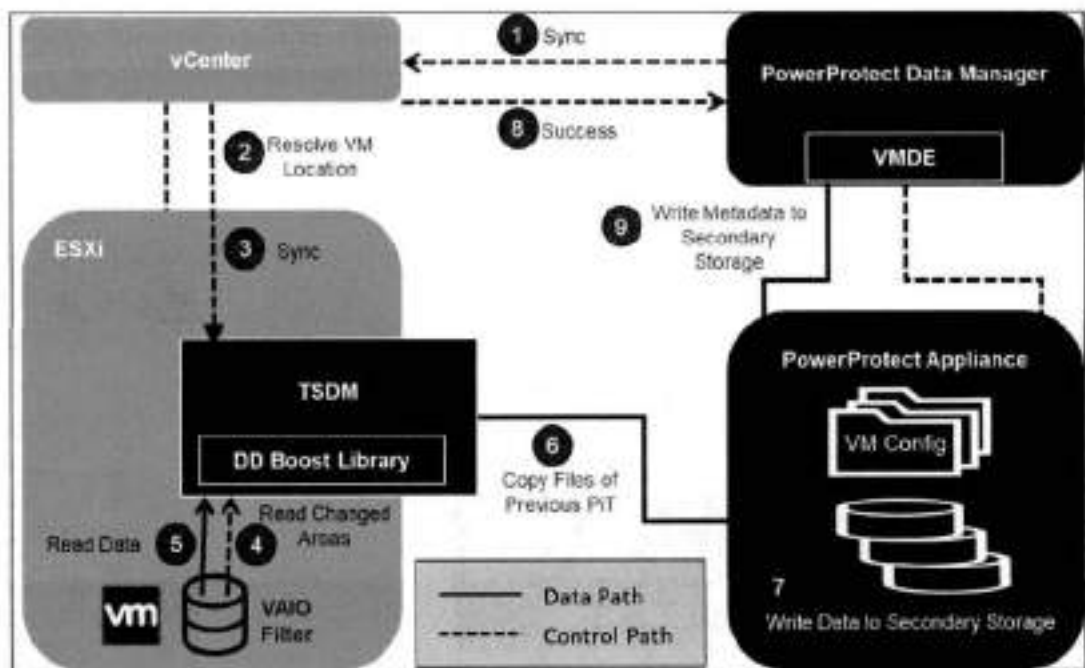 1 Sync
vCenter
PowerProtect Data Manager
8 Success
VMDE
2 Resolve VM
Location
9 Write Metadata to
Secondary
Storage
ESXi
3 Sync
PowerProtect Appliance
TSDM
VM Config
DD Boost Library
6
Copy Files of
Previous PiT
Read Data 5
4 Read Changed
Areas
vm
VAIO
Filter
Data Path
Control Path
7
Write Data to Secondary Storage